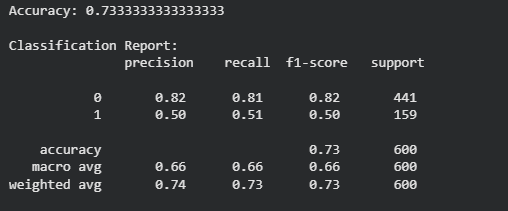 Accuracy: 0.7333333333333333
Classification Report:
precision recall f1-score support
0 0.82 0.81 0.82 441
1 0.50 0.51 0.50 159
accuracy 0.73 600
macro avg 0.66 0.66 0.66 600
weighted avg 0.74 0.73 0.73 600